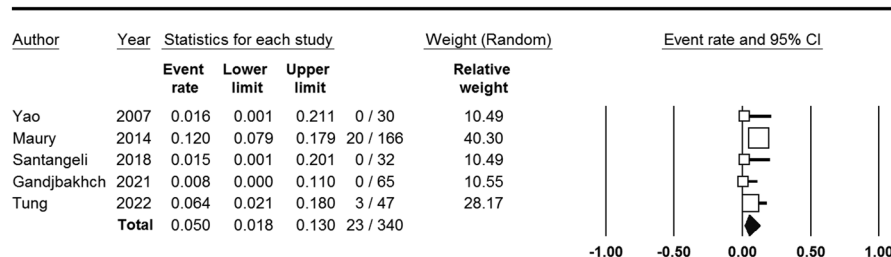 Author Year Statistics for each study Weight (Random) Event rate and 95% CI
Event rate Lower limit Upper limit Relative weight
Yao 2007 0.016 0.001 0.211 0 / 30 10.49
Maury 2014 0.120 0.079 0.179 20 / 166 40.30
Santangeli 2018 0.015 0.001 0.201 0 / 32 10.49
Gandjbakhch 2021 0.008 0.000 0.110 0 / 65 10.55
Tung 2022 0.064 0.021 0.180 3 / 47 28.17
Total 0.050 0.018 0.130 23 / 340
-1.00 -0.50 0.00 0.50 1.00